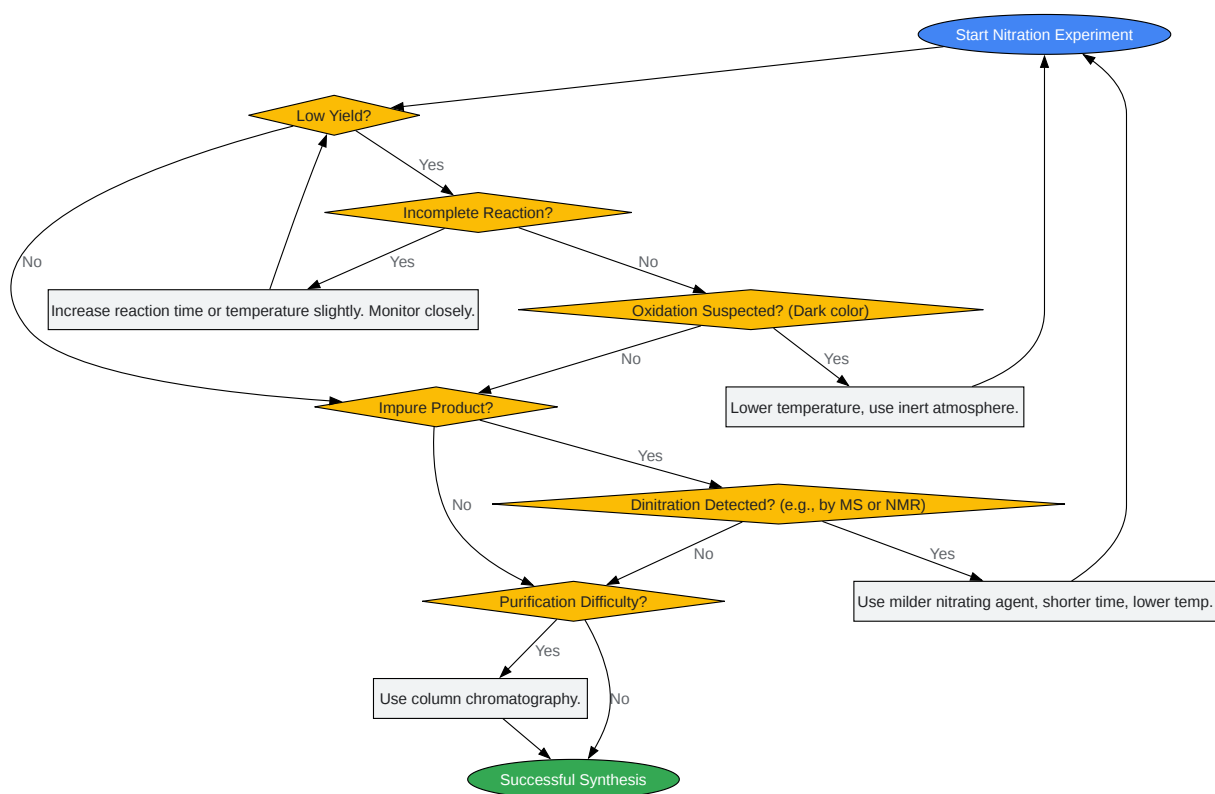 Start Nitration Experiment
Low Yield?
Yes
Incomplete Reaction?
No
Yes
No
Increase reaction time or temperature slightly. Monitor closely.
Oxidation Suspected? (Dark color)
No
Yes
Impure Product?
Lower temperature, use inert atmosphere.
Yes
No
Dinitration Detected? (e.g., by MS or NMR)
No
Yes
Purification Difficulty?
Use milder nitrating agent, shorter time, lower temp.
Yes
Use column chromatography.
No
Successful Synthesis